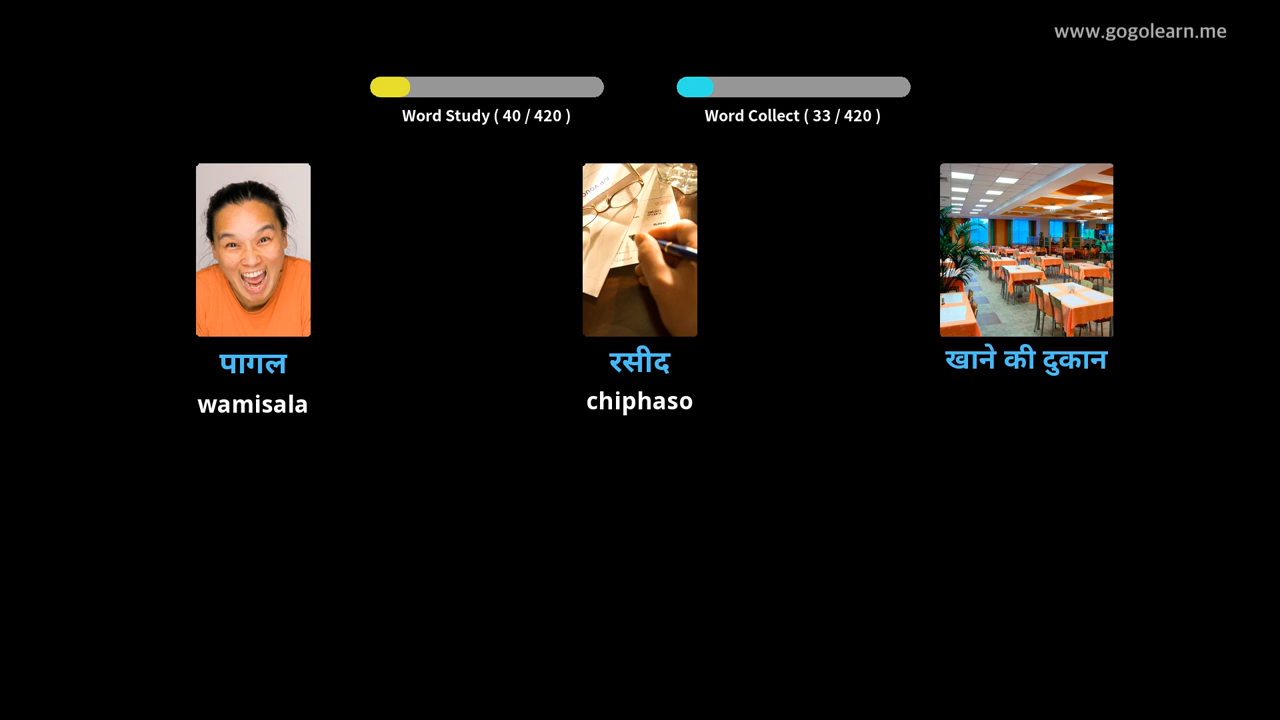 www.gogolearn.me
Word Study ( 40 / 420 )
Word Collect ( 33 / 420 )
पागल
wamisala
रसीद
chiphaso
खाने की दुकान